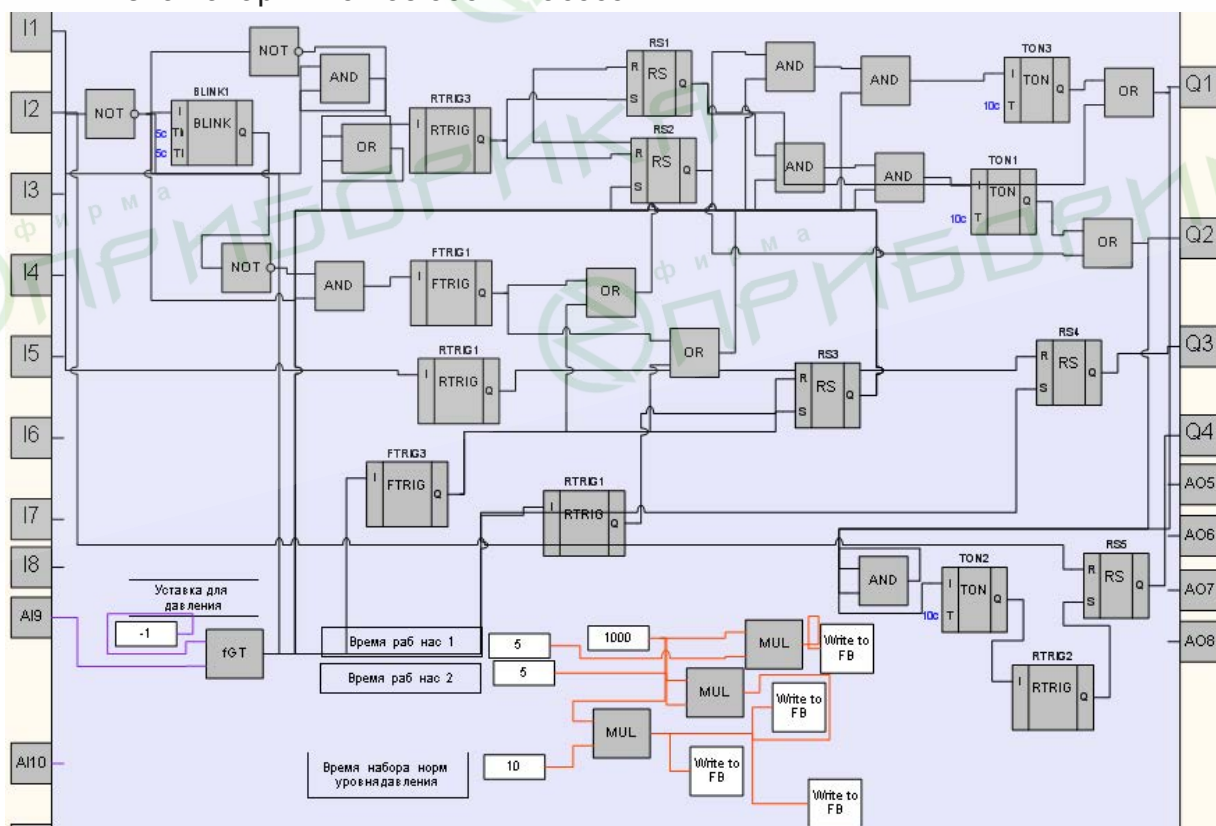 I1
I2
I3
I4
I5
I6
I7
I8
AI9
AI10
Q1
Q2
Q3
Q4
AO5
AO6
AO7
AO8
NOT
BLINK1
I
BLINK
Q
5c
5c
NOT
AND
OR
RTRIG3
I
RTRIG
Q
RS1
R
RS
Q
S
RS2
R
RS
Q
S
AND
AND
AND
AND
TON3
I
TON
Q
10c
T
TON1
I
TON
Q
10c
T
OR
OR
NOT
AND
FTRIG1
I
FTRIG
Q
OR
OR
RTRIG1
I
RTRIG
Q
RS3
R
RS
Q
S
RS4
R
RS
Q
S
FTRIG3
I
FTRIG
Q
RTRIG1
I
RTRIG
Q
AND
TON2
I
TON
Q
10c
T
RS5
R
RS
Q
S
RTRIG2
I
RTRIG
Q
Уставка для
давления
-1
fGT
Время раб нас 1
5
1000
MUL
Write to
FB
Время раб нас 2
5
MUL
Write to
FB
MUL
Время набора норм
уровнядавления
10
Write to
FB
Write to
FB
фирма
ПРИБОРИКА
фирма
ПРИБОРИКА